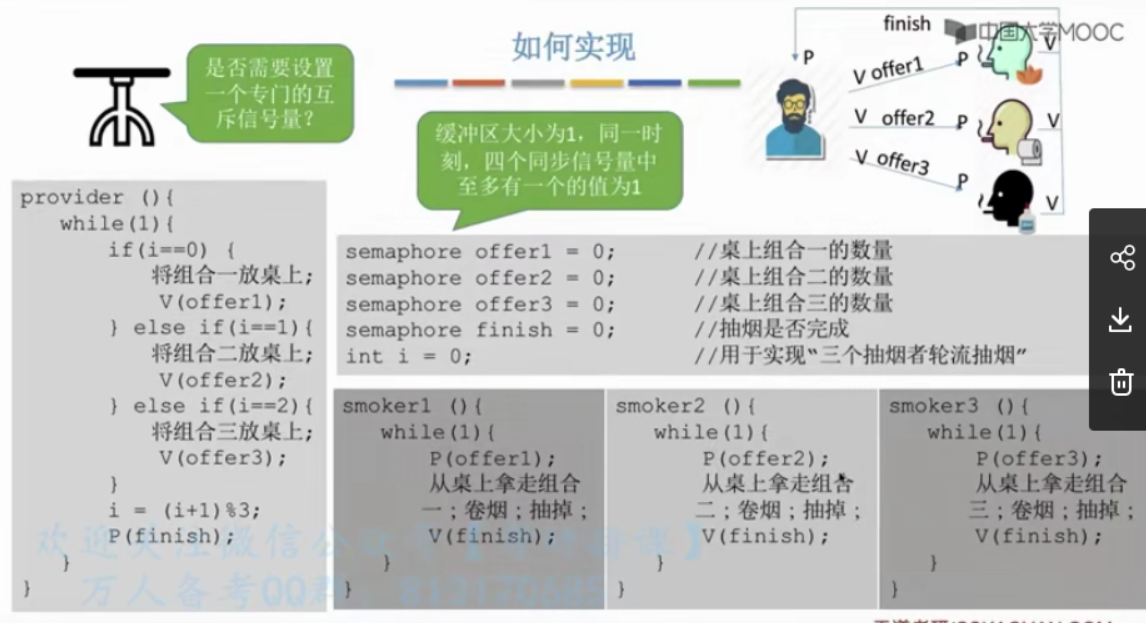 如何实现
中国大学MOOC
是否需要设置
一个专门的互
斥信号量？
缓冲区大小为1，同一时
刻，四个同步信号量中
至多有一个的值为1
finish
P
V offer1
P
V
V offer2
P
V
V offer3
P
V
provider (){
while(1){
if(i==0) {
将组合一放桌上;
V(offer1);
} else if(i==1){
将组合二放桌上;
V(offer2);
} else if(i==2){
将组合三放桌上;
V(offer3);
}
i = (i+1)%3;
P(finish);
}
}
semaphore offer1 = 0; //桌上组合一的数量
semaphore offer2 = 0; //桌上组合二的数量
semaphore offer3 = 0; //桌上组合三的数量
semaphore finish = 0; //抽烟是否完成
int i = 0; //用于实现“三个抽烟者轮流抽烟”
smoker1 (){
while(1){
P(offer1);
从桌上拿走组合
一；卷烟；抽掉；
V(finish);
}
}
smoker2 (){
while(1){
P(offer2);
从桌上拿走组合
二；卷烟；抽掉；
V(finish);
}
}
smoker3 (){
while(1){
P(offer3);
从桌上拿走组合
三；卷烟；抽掉；
V(finish);
}
}
欢迎关注微信公众号
万人备考QQ群